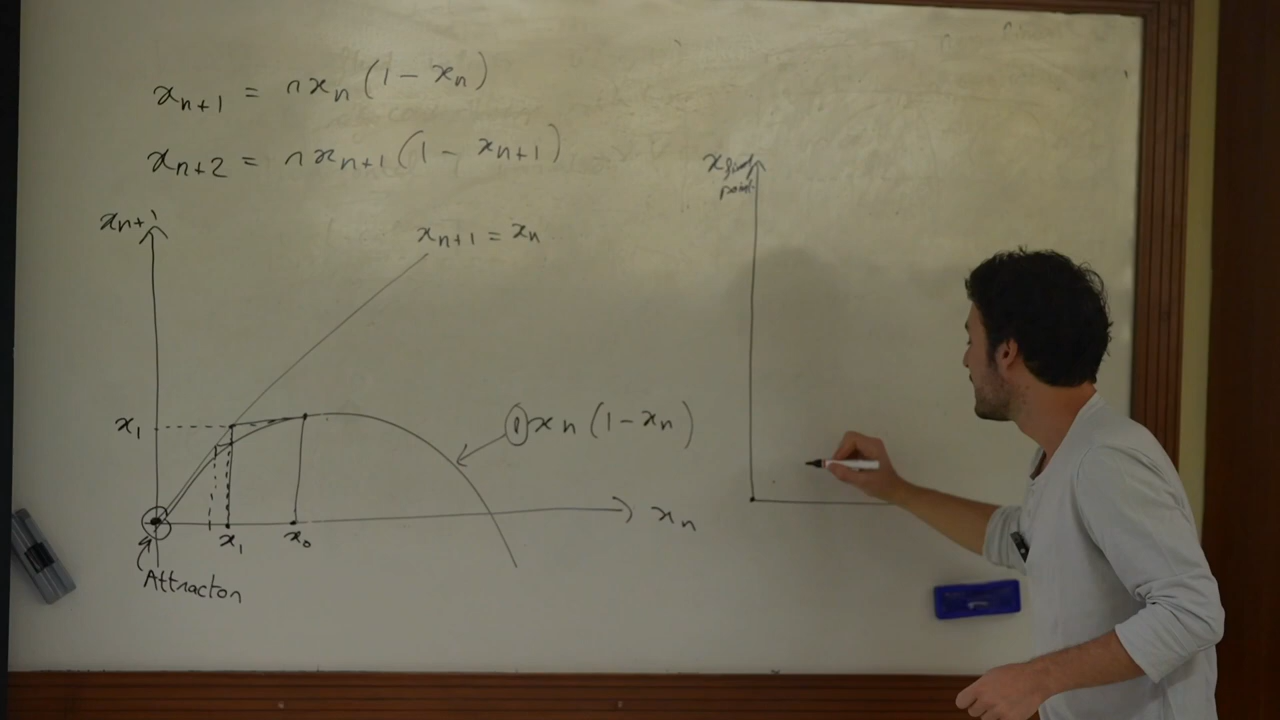 xₙ₊₁ = r xₙ (1 − xₙ)
xₙ₊₂ = r xₙ₊₁ (1 − xₙ₊₁)
xₙ₊₁
xₙ₊₁ = xₙ
x₁
r xₙ (1 − xₙ)
xₙ
x₁
x₀
Attractor
x
point